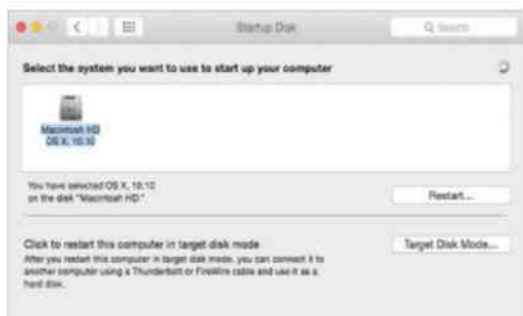 Startup Disk
Search
Select the system you want to use to start up your computer
Macintosh HD
OS X, 10.10
You have selected OS X, 10.10
on the disk "Macintosh HD."
Restart...
Click to restart this computer in target disk mode
Target Disk Mode...
After you restart this computer in target disk mode, you can connect it to
another computer using a Thunderbolt or FireWire cable and use it as a
hard disk.